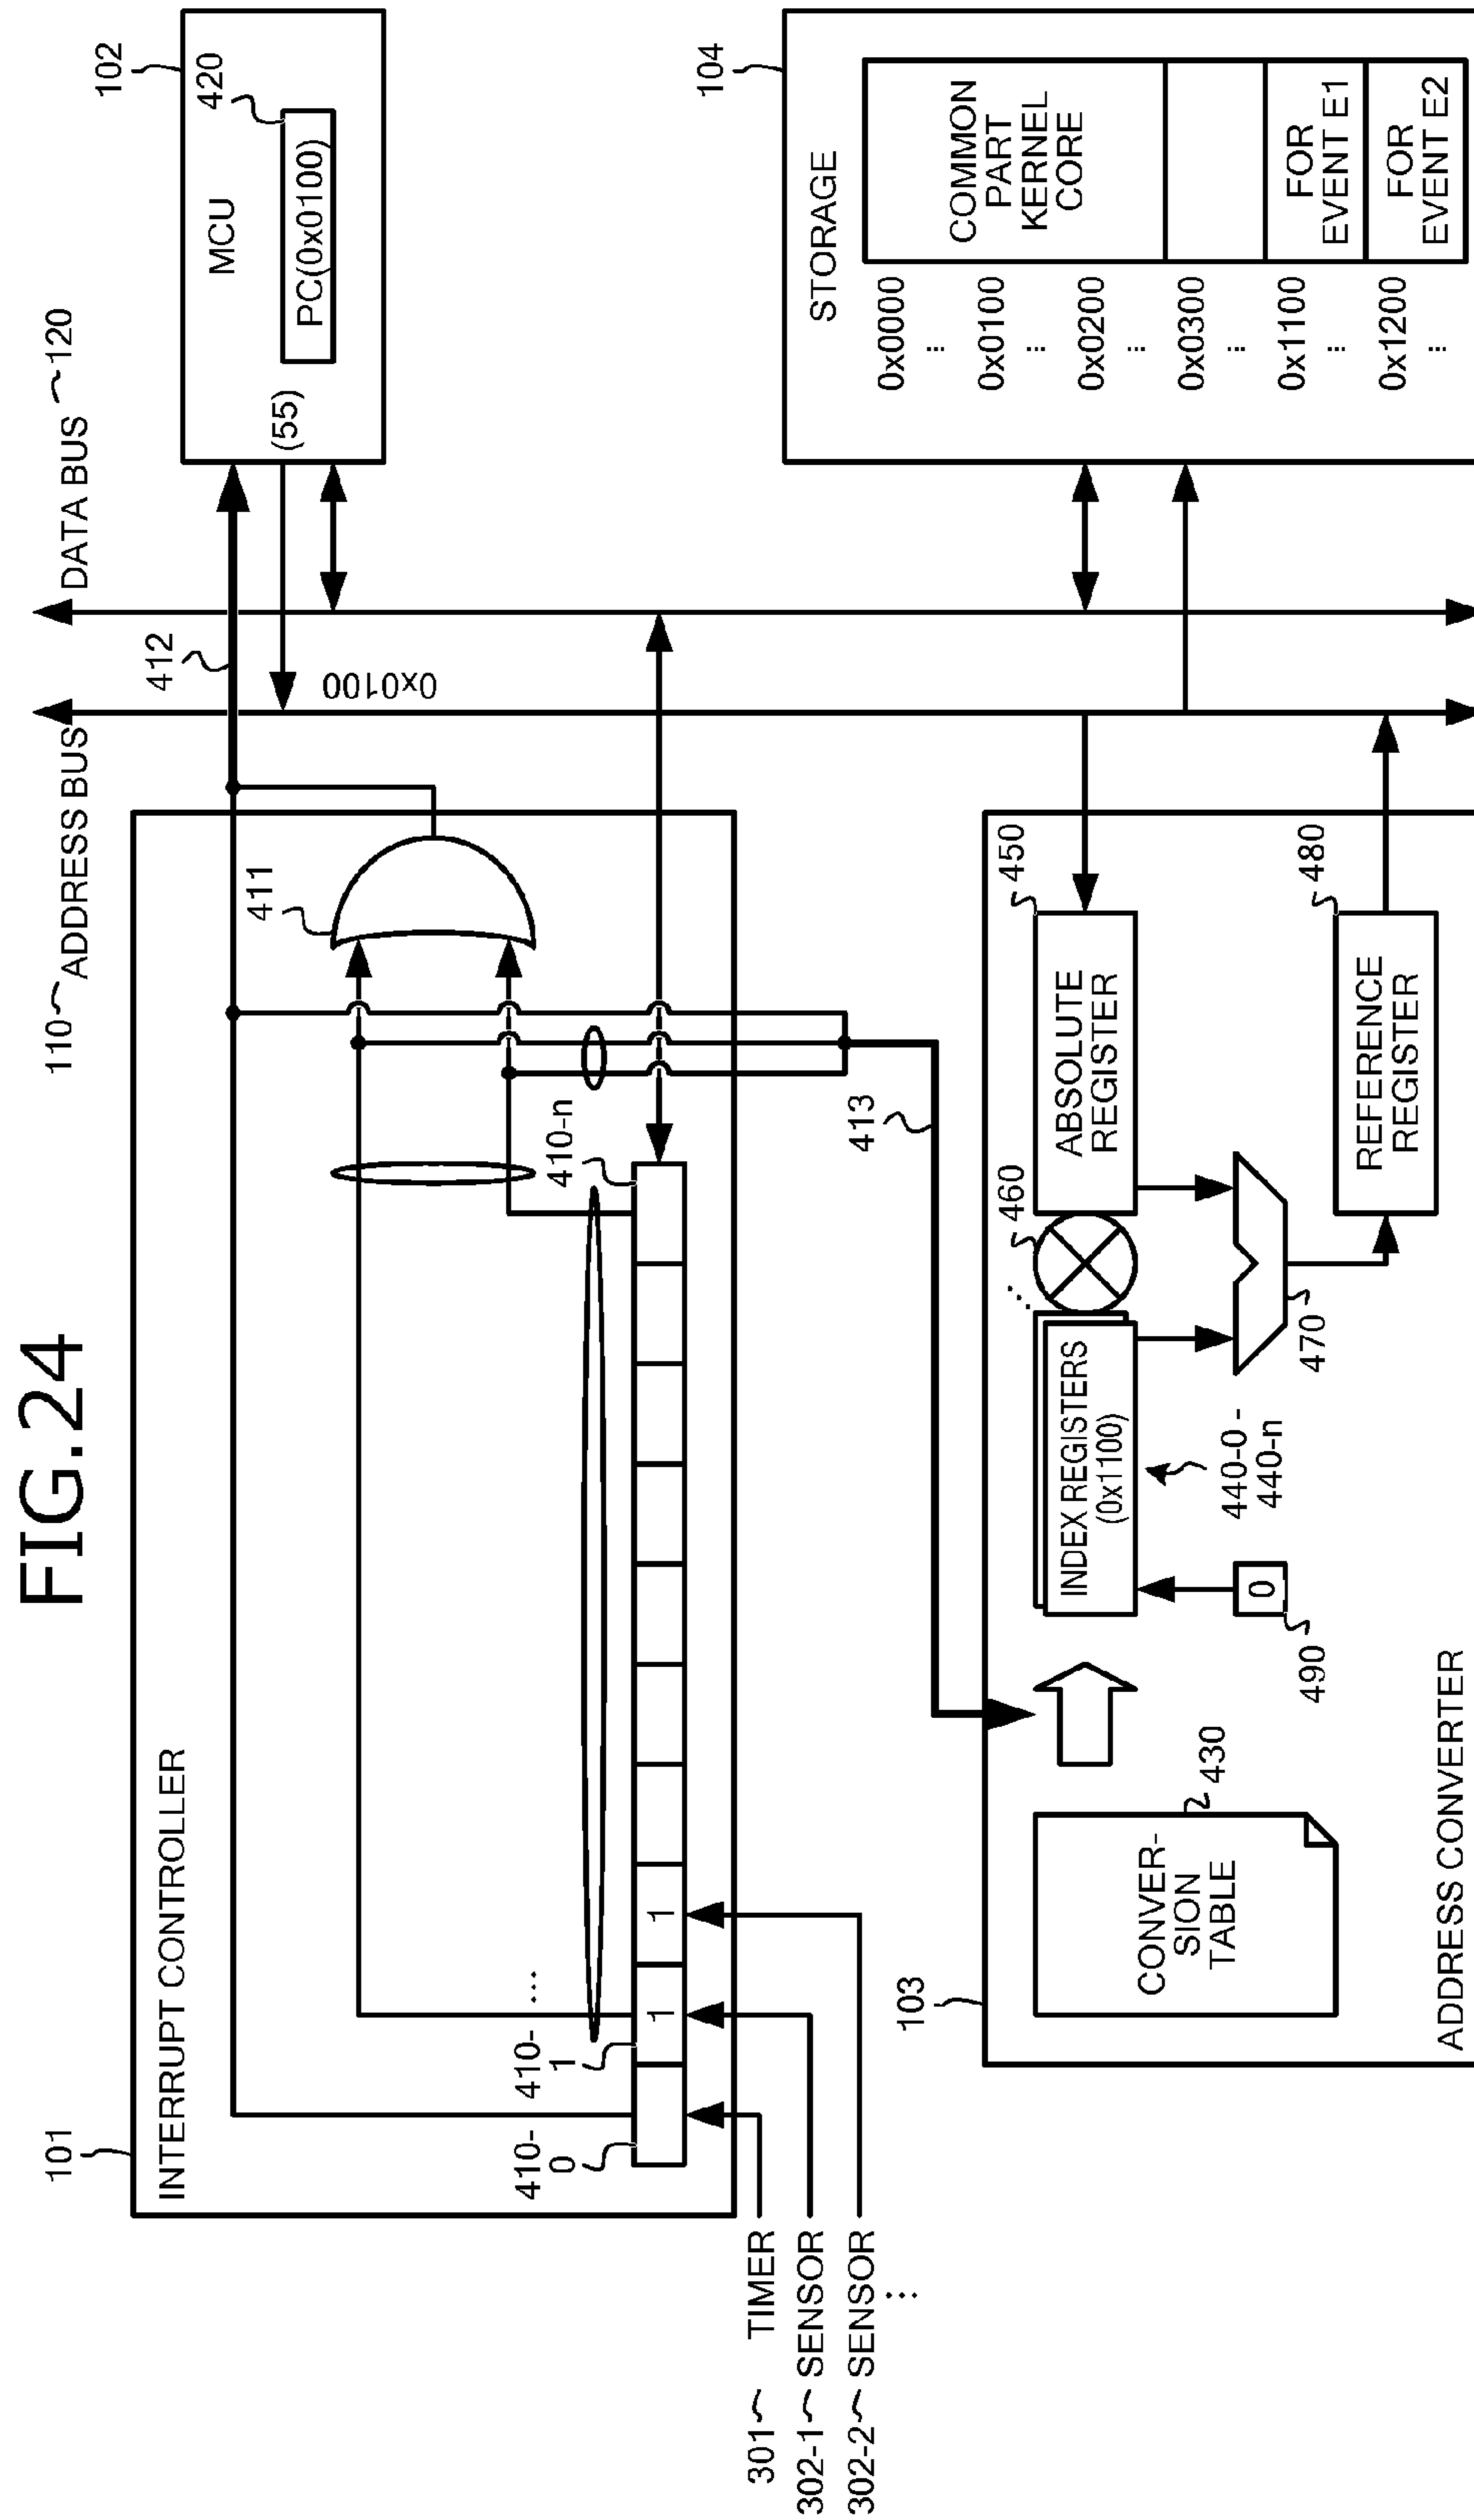 FIG.24
110
ADDRESS BUS
DATA BUS
120
101
INTERRUPT CONTROLLER
411
412
102
MCU
420
PC(0x0100)
(55)
0x0100
410-0
410-1
...
410-n
301
TIMER
302-1
SENSOR
302-2
SENSOR
...
413
103
CONVER-
SION
TABLE
430
INDEX REGISTERS
(0x1100)
440-0 -
440-n
0
490
...
460
ABSOLUTE
REGISTER
450
470
REFERENCE
REGISTER
480
ADDRESS CONVERTER
1
1
104
STORAGE
0x0000
...
0x0100
...
0x0200
...
0x0300
...
0x1100
...
0x1200
...
COMMON
PART
KERNEL
CORE
FOR
EVENT E1
FOR
EVENT E2